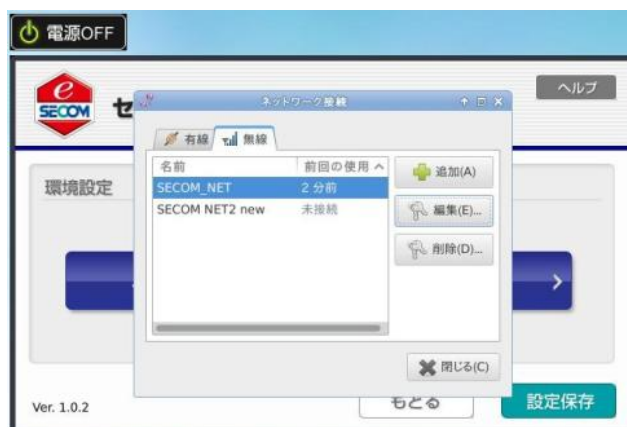 電源OFF
e
SECOM
セ
ヘルプ
ネットワーク接続
有線
無線
名前
前回の使用
追加(A)
SECOM_NET
2 分前
SECOM NET2 new
未接続
編集(E)...
削除(D)...
環境設定
閉じる(C)
Ver. 1.0.2
もどる
設定保存